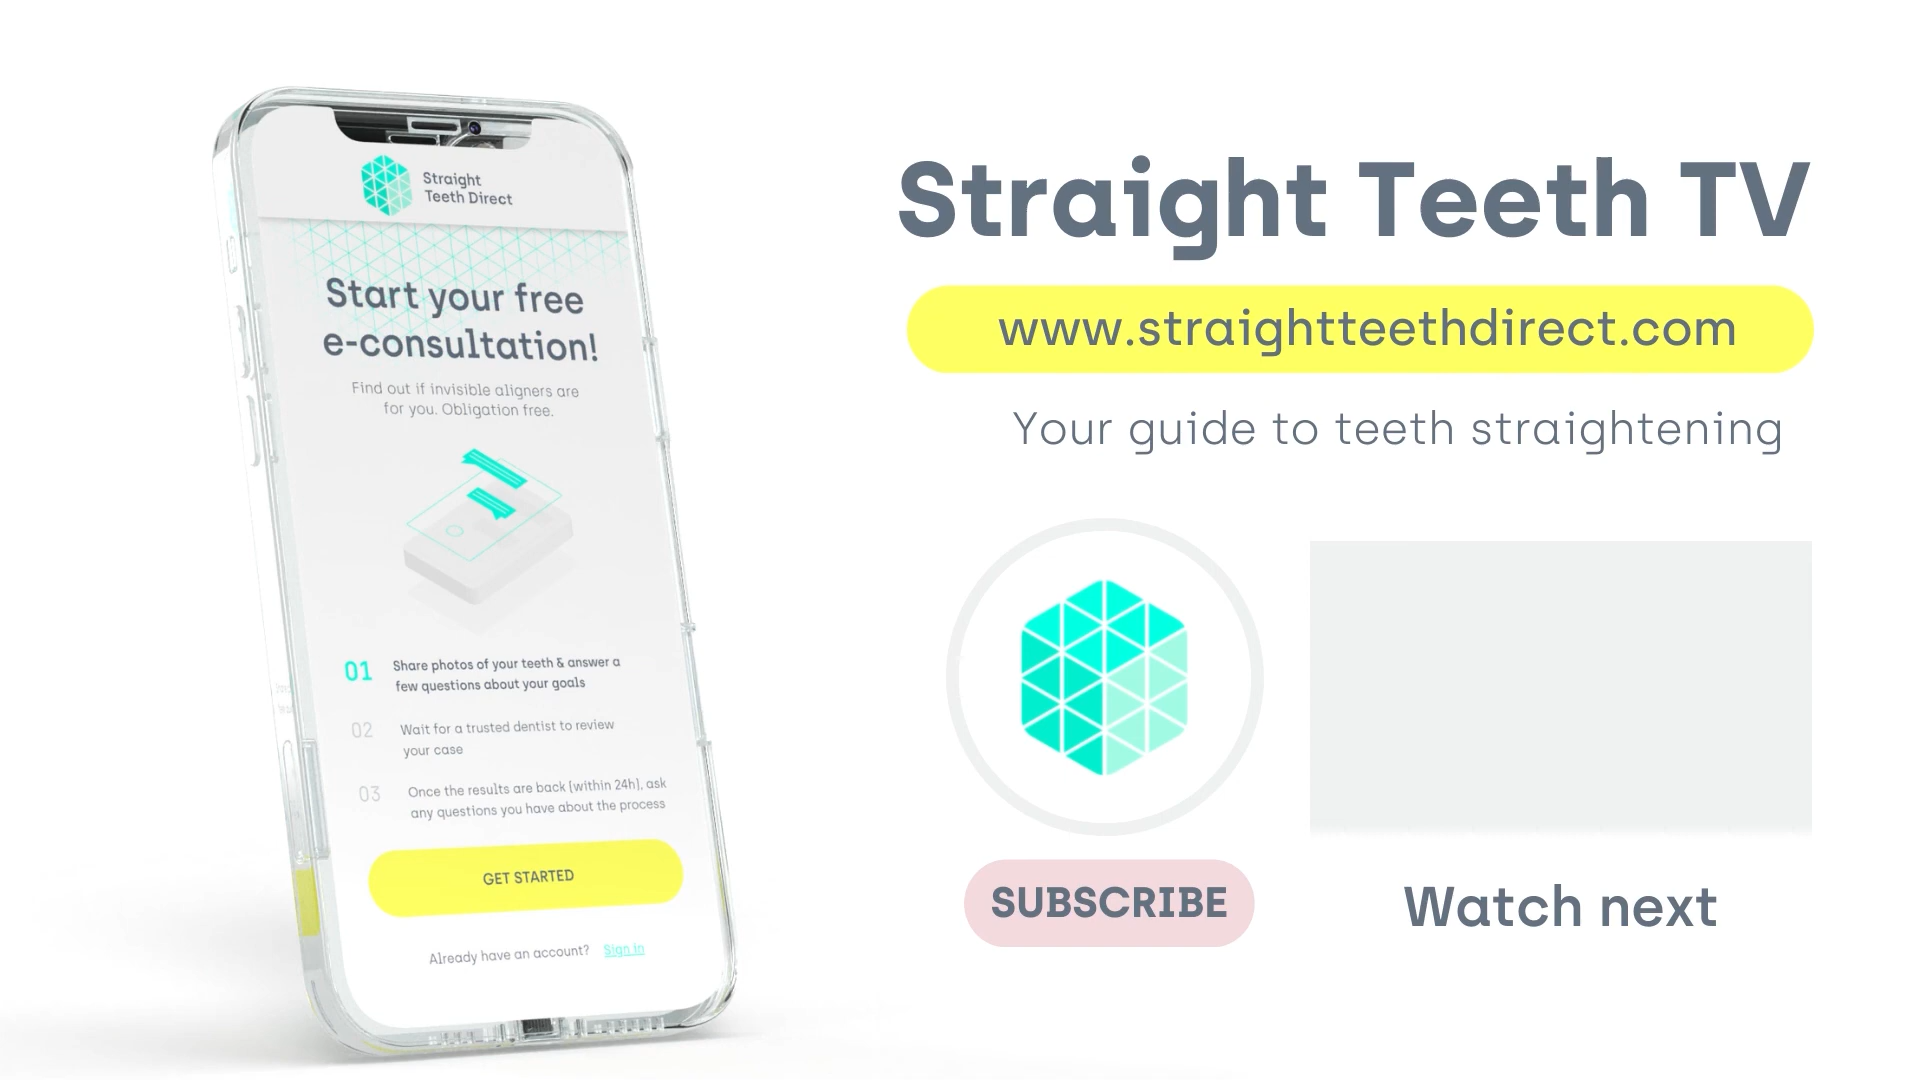 Straight
Teeth Direct
Start your free
e-consultation!
Find out if invisible aligners are
for you. Obligation free.
01 Share photos of your teeth & answer a
few questions about your goals
02 Wait for a trusted dentist to review
your case
03 Once the results are back (within 24h), ask
any questions you have about the process
GET STARTED
Already have an account? Sign in
Straight Teeth TV
www.straightteethdirect.com
Your guide to teeth straightening
SUBSCRIBE
Watch next